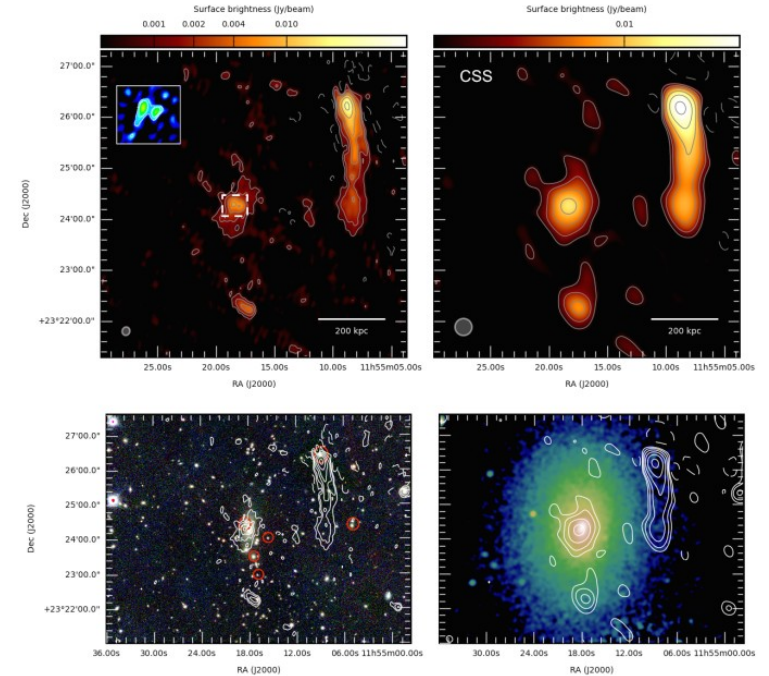 Surface brightness (Jy/beam)
0.001 0.002 0.004 0.010
27'00.0"
26'00.0"
25'00.0"
24'00.0"
23'00.0"
+23°22'00.0"
Dec (J2000)
200 kpc
25.00s 20.00s 15.00s 10.00s 11h55m05.00s
RA (J2000)
Surface brightness (Jy/beam)
0.01
CSS
200 kpc
25.00s 20.00s 15.00s 10.00s 11h55m05.00s
RA (J2000)
27'00.0"
26'00.0"
25'00.0"
24'00.0"
23'00.0"
+23°22'00.0"
Dec (J2000)
36.00s 30.00s 24.00s 18.00s 12.00s 06.00s 11h55m00.00s
RA (J2000)
30.00s 24.00s 18.00s 12.00s 06.00s 11h55m00.00s
RA (J2000)